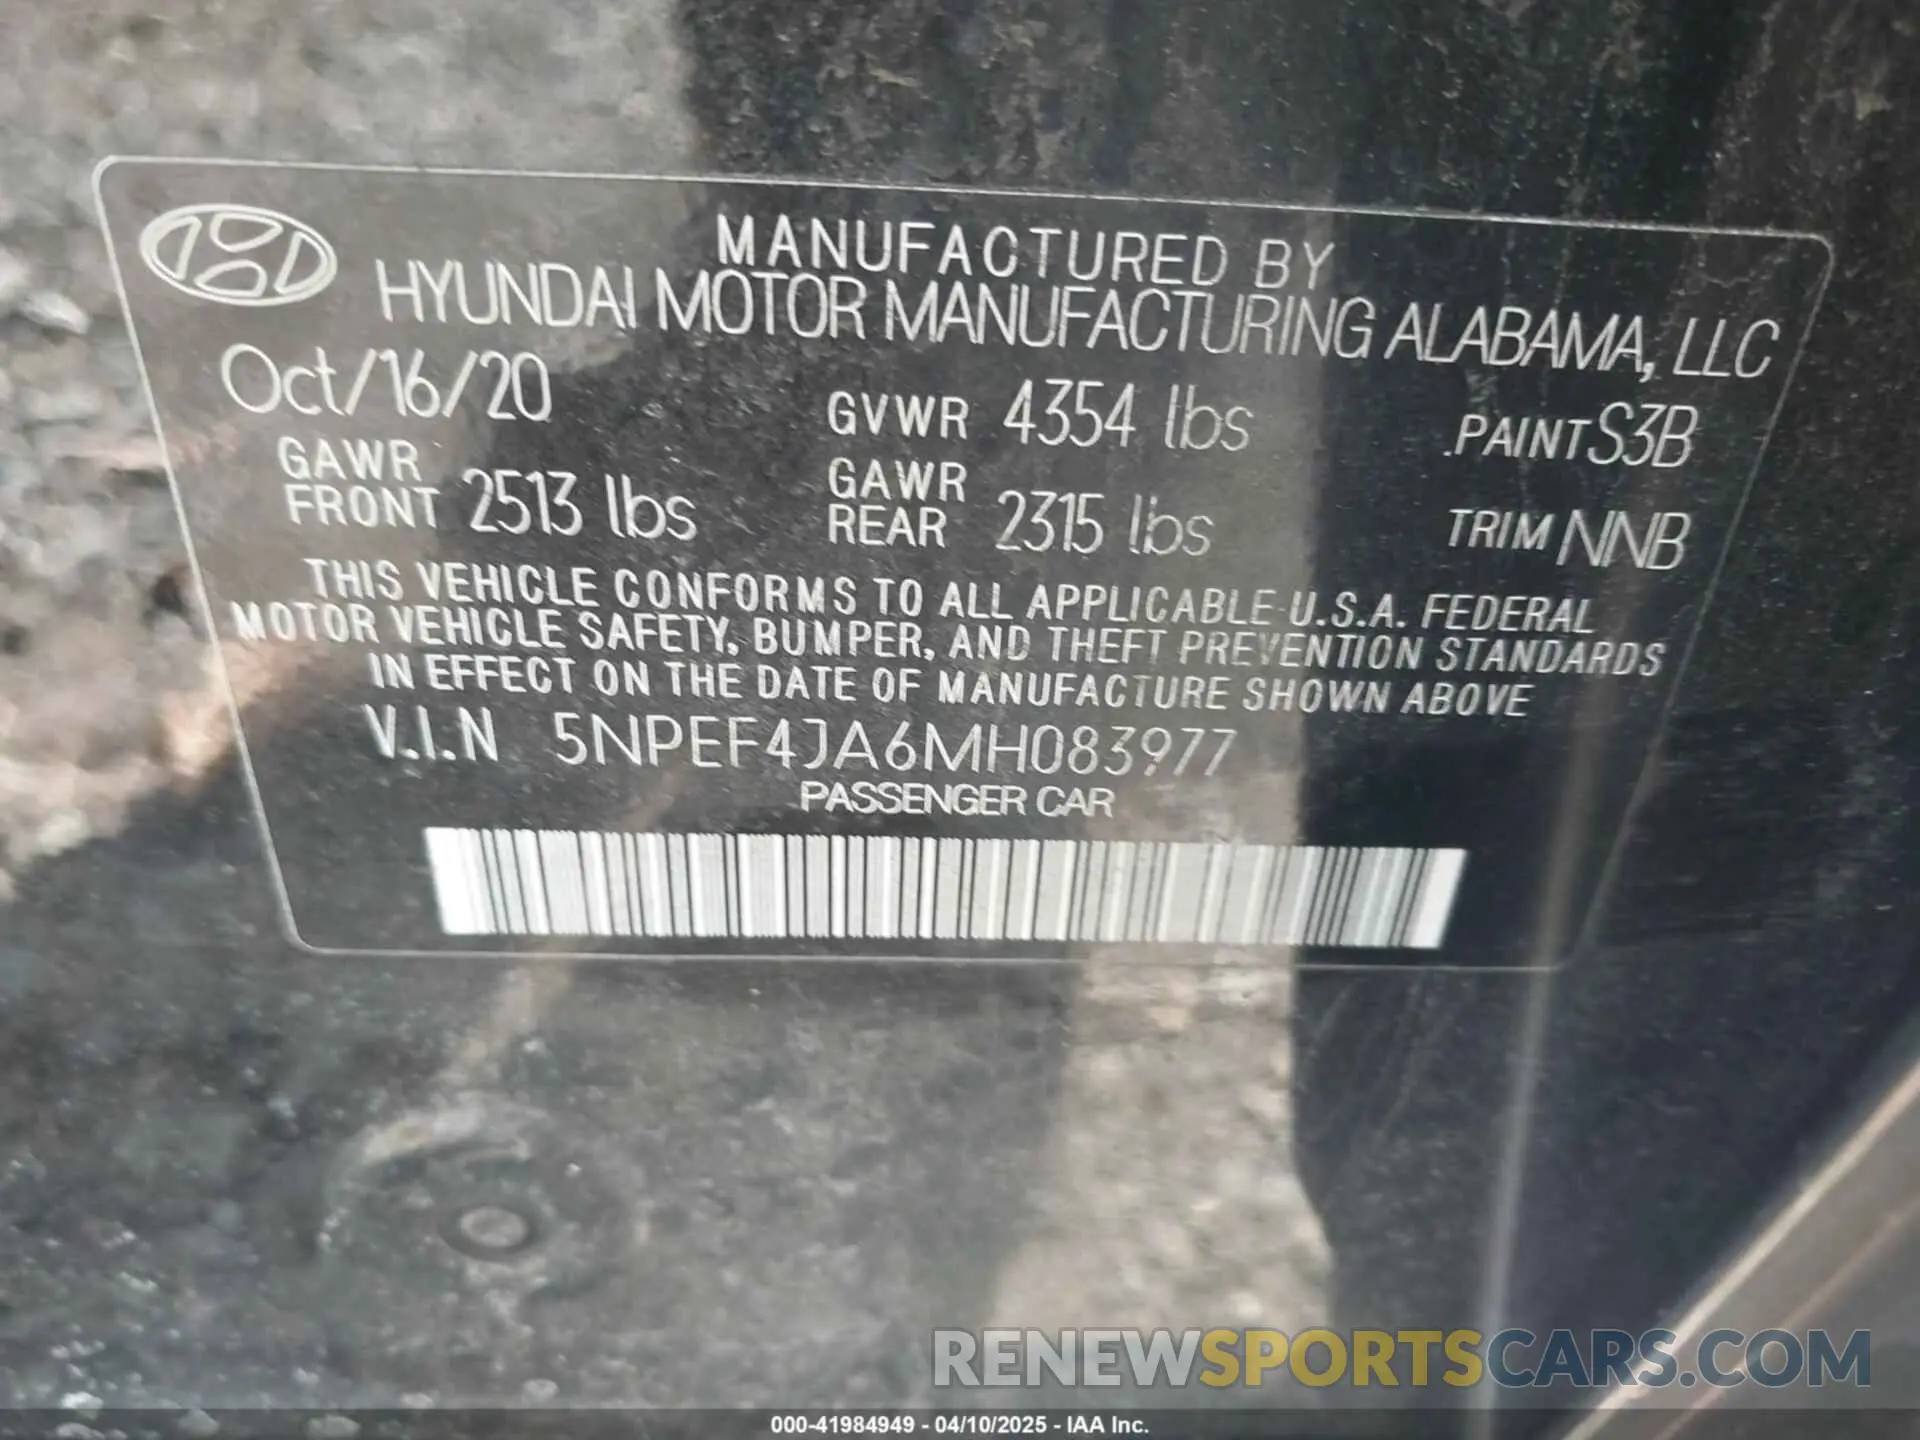 MANUFACTURED BY
HYUNDAI MOTOR MANUFACTURING ALABAMA, LLC
Oct/16/20 GVWR 4354 lbs PAINT S3B
GAWR FRONT 2513 lbs GAWR REAR 2315 lbs TRIM NNB
THIS VEHICLE CONFORMS TO ALL APPLICABLE U.S.A. FEDERAL
MOTOR VEHICLE SAFETY, BUMPER, AND THEFT PREVENTION STANDARDS
IN EFFECT ON THE DATE OF MANUFACTURE SHOWN ABOVE
V.I.N 5NPEF4JA6MH083977
PASSENGER CAR
RENEWSPORTSCARS.COM
000-41984949 - 04/10/2025 - IAA Inc.